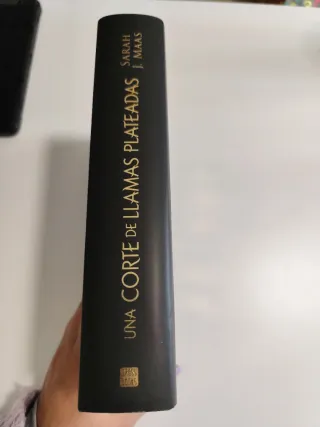 UNA CORTE DE LLAMAS PLATEADAS
SARAH
J. MAAS